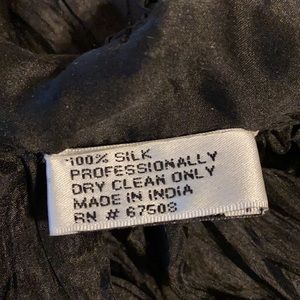 100% SILK
PROFESSIONALLY
DRY CLEAN ONLY
MADE IN INDIA
RN # 67508